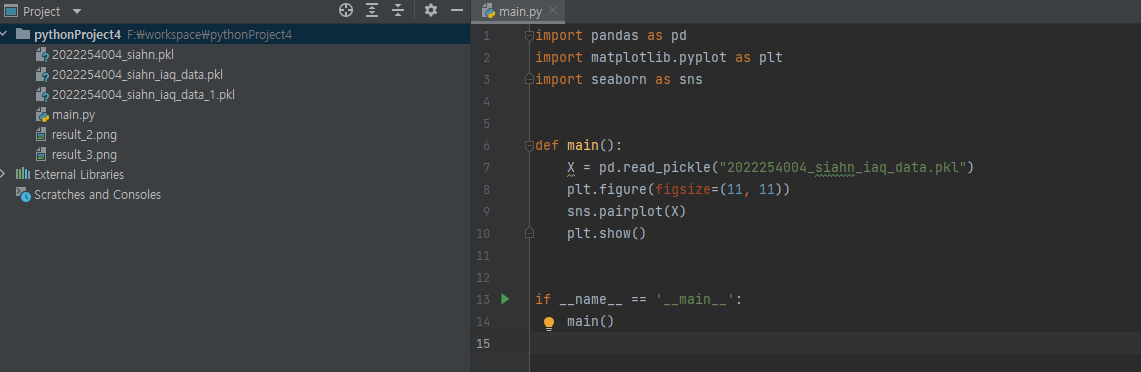 Project
pythonProject4 F:₩workspace₩pythonProject4
2022254004_siahn.pkl
2022254004_siahn_iaq_data.pkl
2022254004_siahn_iaq_data_1.pkl
main.py
result_2.png
result_3.png
External Libraries
Scratches and Consoles
main.py
1 import pandas as pd
2 import matplotlib.pyplot as plt
3 import seaborn as sns
4
5
6 def main():
7 X = pd.read_pickle("2022254004_siahn_iaq_data.pkl")
8 plt.figure(figsize=(11, 11))
9 sns.pairplot(X)
10 plt.show()
11
12
13 if __name__ == '__main__':
14 main()
15